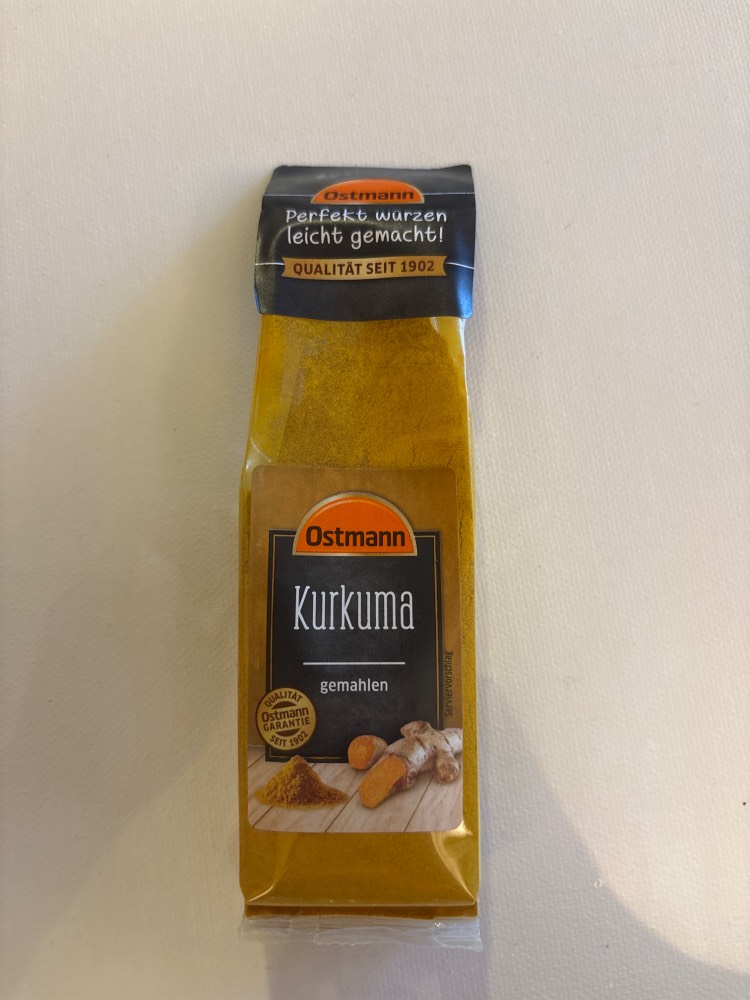 Ostmann
Perfekt würzen
leicht gemacht!
QUALITÄT SEIT 1902
Ostmann
Kurkuma
gemahlen
Serviervorschlag
QUALITÄT
Ostmann
GARANTIE
SEIT 1902